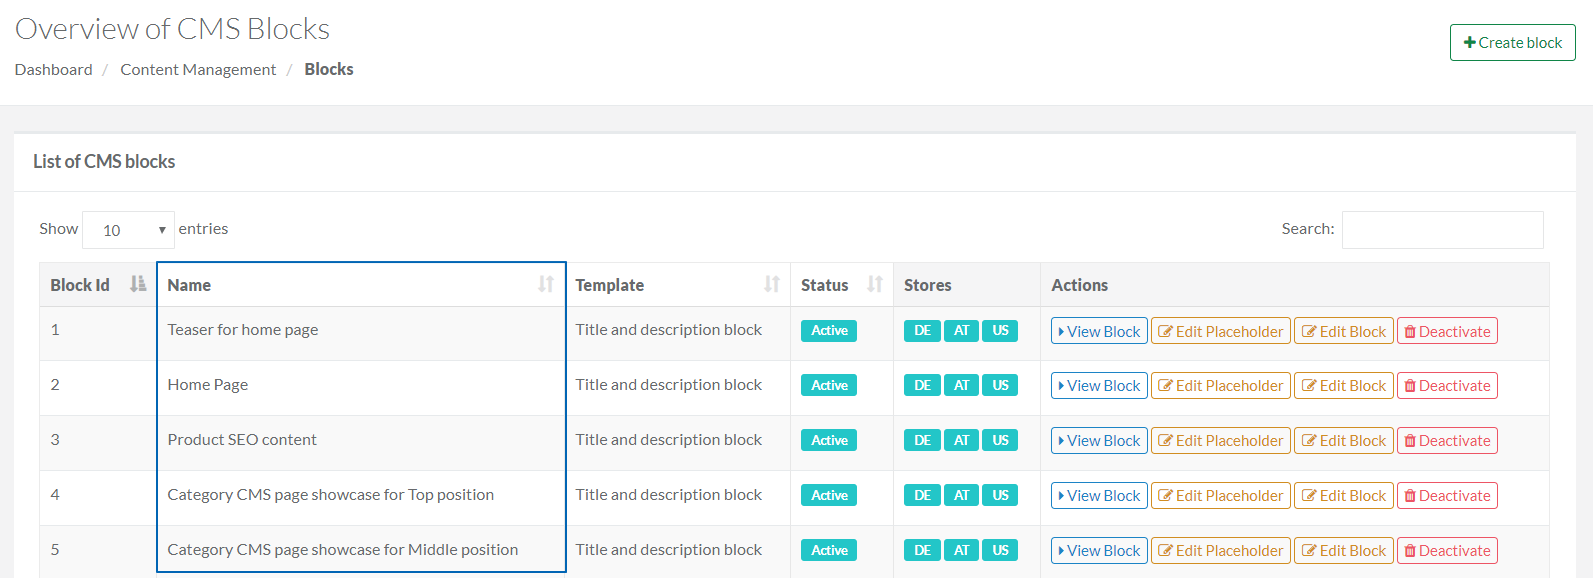 Overview of CMS Blocks
Create block
Dashboard / Content Management / Blocks
List of CMS blocks
Show 10 entries Search:
Block Id Name Template Status Stores Actions
1 Teaser for home page Title and description block Active DE AT US View Block Edit Placeholder Edit Block Deactivate
2 Home Page Title and description block Active DE AT US View Block Edit Placeholder Edit Block Deactivate
3 Product SEO content Title and description block Active DE AT US View Block Edit Placeholder Edit Block Deactivate
4 Category CMS page showcase for Top position Title and description block Active DE AT US View Block Edit Placeholder Edit Block Deactivate
5 Category CMS page showcase for Middle position Title and description block Active DE AT US View Block Edit Placeholder Edit Block Deactivate